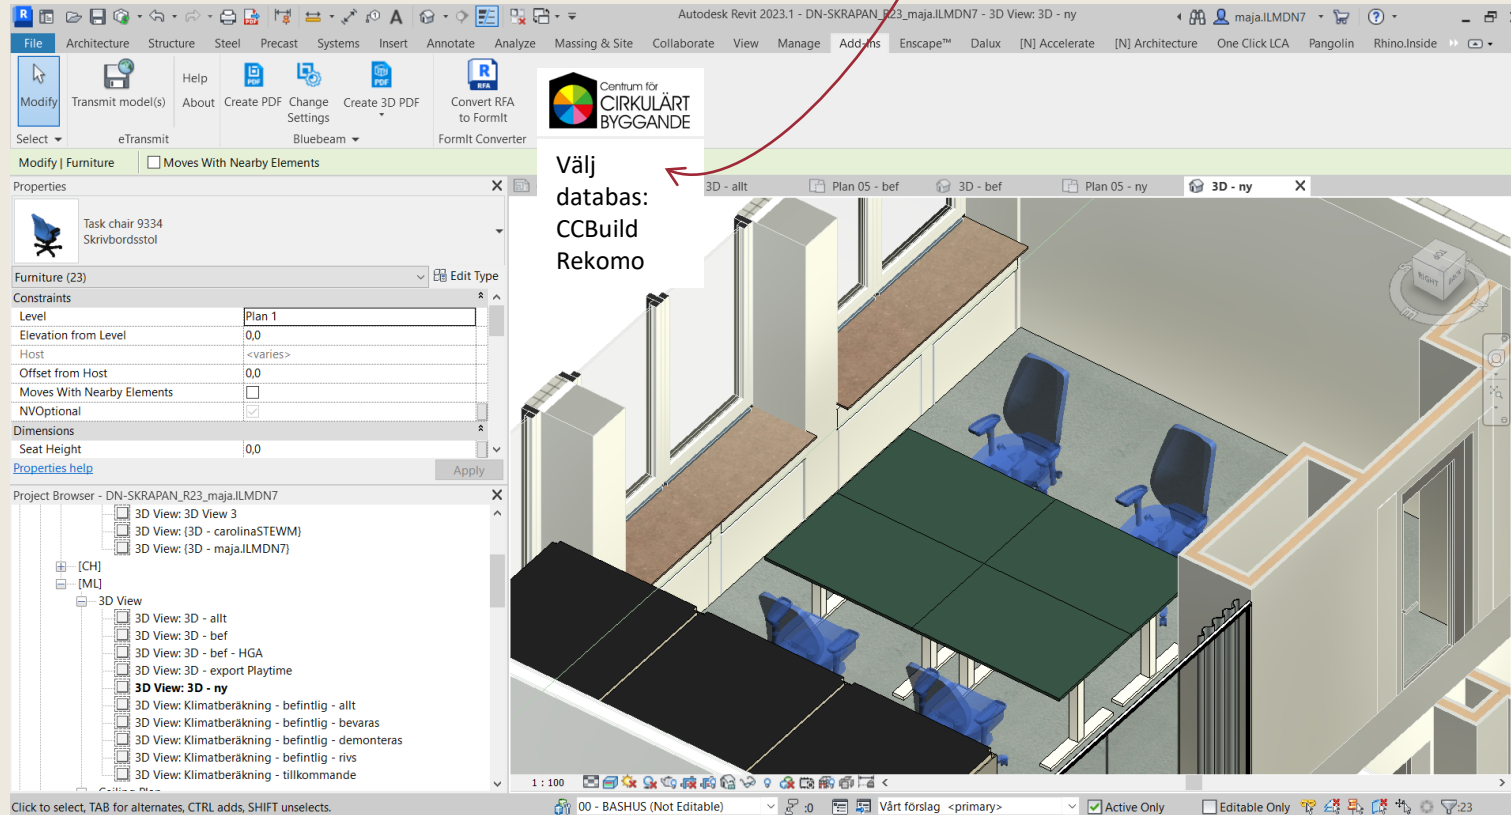 Autodesk Revit 2023.1 - DN-SKRAPAN_R23_maja.ILMDN7 - 3D View: 3D - ny
maja.ILMDN7
File Architecture Structure Steel Precast Systems Insert Annotate Analyze Massing & Site Collaborate View Manage Add-Ins Enscape™ Dalux [N] Accelerate [N] Architecture One Click LCA Pangolin Rhino.Inside
Modify
Transmit model(s)
Help
About
Create PDF
Change Settings
Create 3D PDF
Convert RFA
to FormIt
Select
eTransmit
Bluebeam
FormIt Converter
Centrum för
CIRKULÄRT
BYGGANDE
Välj
databas:
CCBuild
Rekomo
Modify | Furniture
Moves With Nearby Elements
Properties
3D - allt
Plan 05 - bef
3D - bef
Plan 05 - ny
3D - ny
Task chair 9334
Skrivbordsstol
Furniture (23)
Edit Type
Constraints
Level Plan 1
Elevation from Level 0,0
Host <varies>
Offset from Host 0,0
Moves With Nearby Elements
NVOptional
Dimensions
Seat Height 0,0
Properties help
Apply
Project Browser - DN-SKRAPAN_R23_maja.ILMDN7
3D View: 3D View 3
3D View: {3D - carolinaSTEWM}
3D View: {3D - maja.ILMDN7}
[CH]
[ML]
3D View
3D View: 3D - allt
3D View: 3D - bef
3D View: 3D - bef - HGA
3D View: 3D - export Playtime
3D View: 3D - ny
3D View: Klimatberäkning - befintlig - allt
3D View: Klimatberäkning - befintlig - bevaras
3D View: Klimatberäkning - befintlig - demonteras
3D View: Klimatberäkning - befintlig - rivs
3D View: Klimatberäkning - tillkommande
RIGHT
BACK
1 : 100
Click to select, TAB for alternates, CTRL adds, SHIFT unselects.
00 - BASHUS (Not Editable)
:0
Vårt förslag <primary>
Active Only
Editable Only
:23